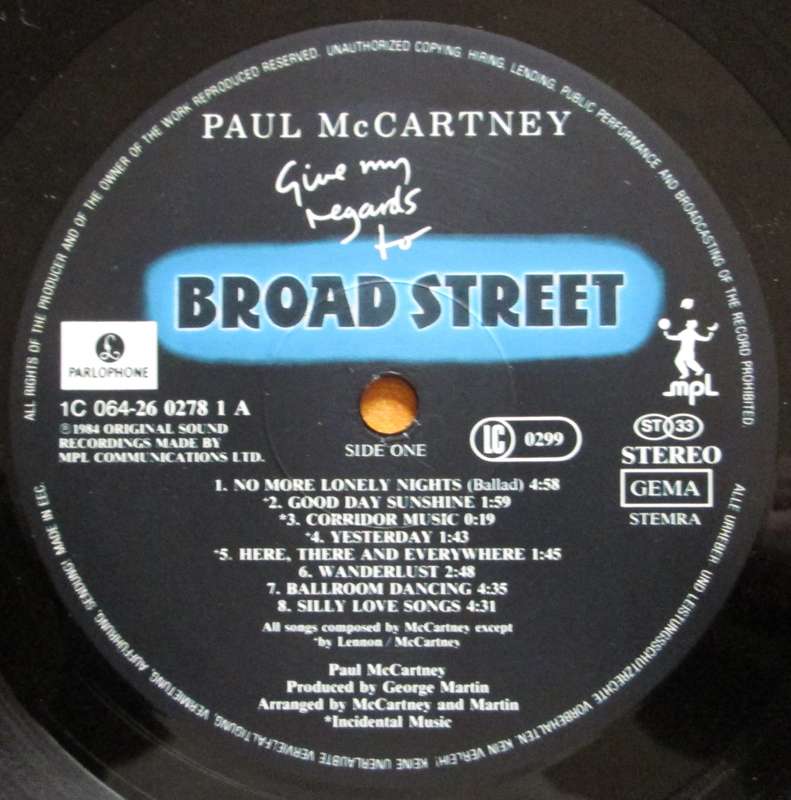 ALL RIGHTS OF THE PRODUCER AND OF THE OWNER OF THE WORK REPRODUCED RESERVED. UNAUTHORIZED COPYING, HIRING, LENDING, PUBLIC PERFORMANCE AND BROADCASTING OF THE RECORD PROHIBITED.
PAUL McCARTNEY
Give my
regards
to
BROAD STREET
£
PARLOPHONE
mpL
1C 064-26 0278 1 A
℗1984 ORIGINAL SOUND
RECORDINGS MADE BY
MPL COMMUNICATIONS LTD.
SIDE ONE
LC 0299
ST 33
STEREO
GEMA
STEMRA
1. NO MORE LONELY NIGHTS (Ballad) 4:58
+2. GOOD DAY SUNSHINE 1:59
*3. CORRIDOR MUSIC 0:19
+4. YESTERDAY 1:43
+5. HERE, THERE AND EVERYWHERE 1:45
6. WANDERLUST 2:48
7. BALLROOM DANCING 4:35
8. SILLY LOVE SONGS 4:31
All songs composed by McCartney except
+by Lennon / McCartney
Paul McCartney
Produced by George Martin
Arranged by McCartney and Martin
*Incidental Music
ALLE URHEBER- UND LEISTUNGSSCHUTZRECHTE VORBEHALTEN. KEIN VERLEIH! KEINE UNERLAUBTE VERVIELFÄLTIGUNG, VERMIETUNG, AUFFÜHRUNG, SENDUNG! MADE IN EEC.